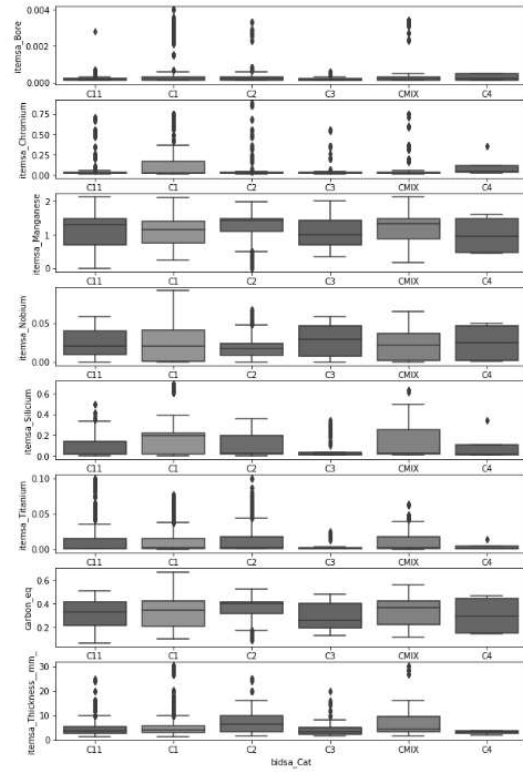 itemsa_Bore
0.004
0.002
0.000
C11 C1 C2 C3 CMIX C4
itemsa_Chromium
0.75
0.50
0.25
0.00
C11 C1 C2 C3 CMIX C4
itemsa_Manganese
2
1
0
C11 C1 C2 C3 CMIX C4
itemsa_Nobium
0.05
0.00
C11 C1 C2 C3 CMIX C4
itemsa_Silicium
0.6
0.4
0.2
0.0
C11 C1 C2 C3 CMIX C4
itemsa_Titanium
0.10
0.05
0.00
C11 C1 C2 C3 CMIX C4
carbon_eq
0.6
0.4
0.2
C11 C1 C2 C3 CMIX C4
itemsa_Thickness__mm_
30
20
10
0
C11 C1 C2 C3 CMIX C4
bidsa_Cat